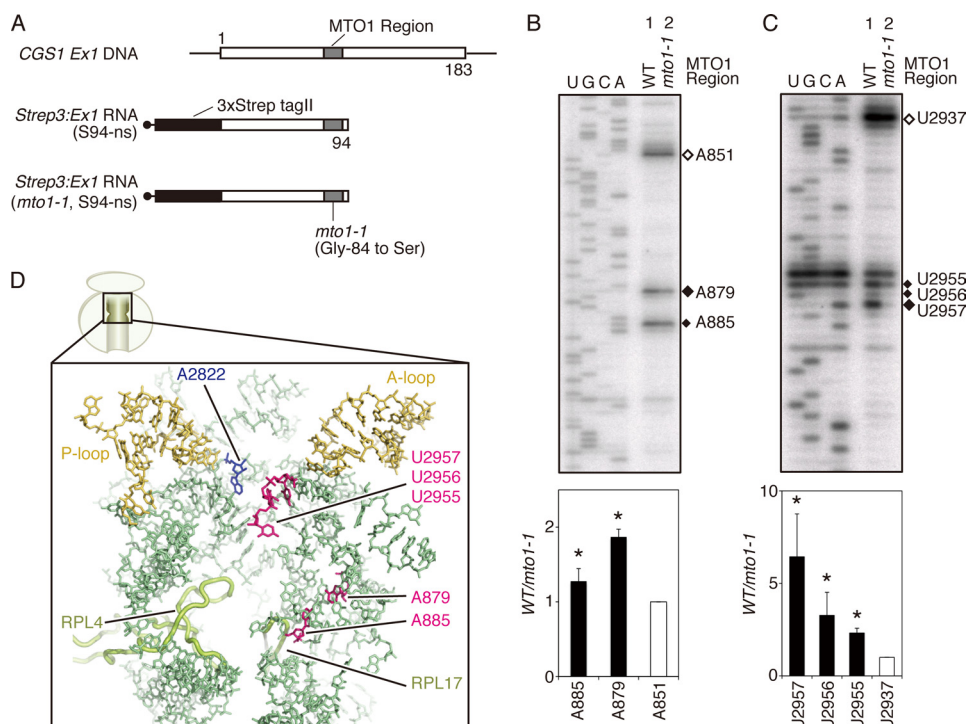 A
1
MTO1 Region
CGS1 Ex1 DNA
183
3xStrep tagII
Strep3:Ex1 RNA
(S94-ns)
94
Strep3:Ex1 RNA
(mto1-1, S94-ns)
mto1-1
(Gly-84 to Ser)
B
1 2
WT
mto1-1
MTO1
Region
U G C A
A851
A879
A885
WT/mto1-1
2
1
0
*
*
A885
A879
A851
C
1 2
WT
mto1-1
MTO1
Region
U G C A
U2937
U2955
U2956
U2957
WT/mto1-1
10
5
0
*
*
*
U2957
U2956
U2955
U2937
D
A2822
A-loop
P-loop
U2957
U2956
U2955
A879
A885
RPL4
RPL17